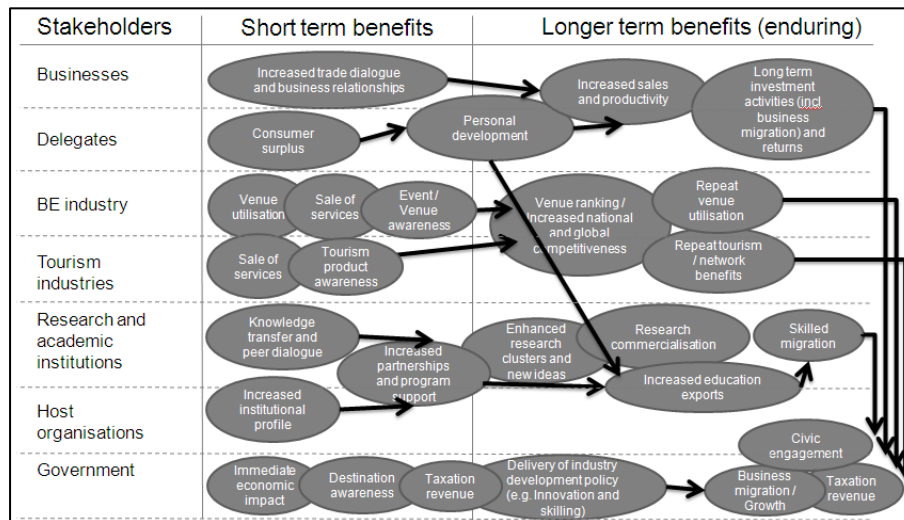 Stakeholders
Short term benefits
Longer term benefits (enduring)
Businesses
Increased trade dialogue
and business relationships
Increased sales
and productivity
Long term
investment
activities (incl
business
migration) and
returns
Delegates
Consumer
surplus
Personal
development
BE industry
Venue
utilisation
Sale of
services
Event /
Venue
awareness
Venue ranking /
Increased national
and global
competitiveness
Repeat
venue
utilisation
Tourism
industries
Sale of
services
Tourism
product
awareness
Repeat tourism
/ network
benefits
Research and
academic
institutions
Knowledge
transfer and
peer dialogue
Increased
partnerships
and program
support
Enhanced
research
clusters and
new ideas
Research
commercialisation
Skilled
migration
Increased education
exports
Host
organisations
Increased
institutional
profile
Civic
engagement
Government
Immediate
economic
impact
Destination
awareness
Taxation
revenue
Delivery of industry
development policy
(e.g. Innovation and
skilling)
Business
migration /
Growth
Taxation
revenue